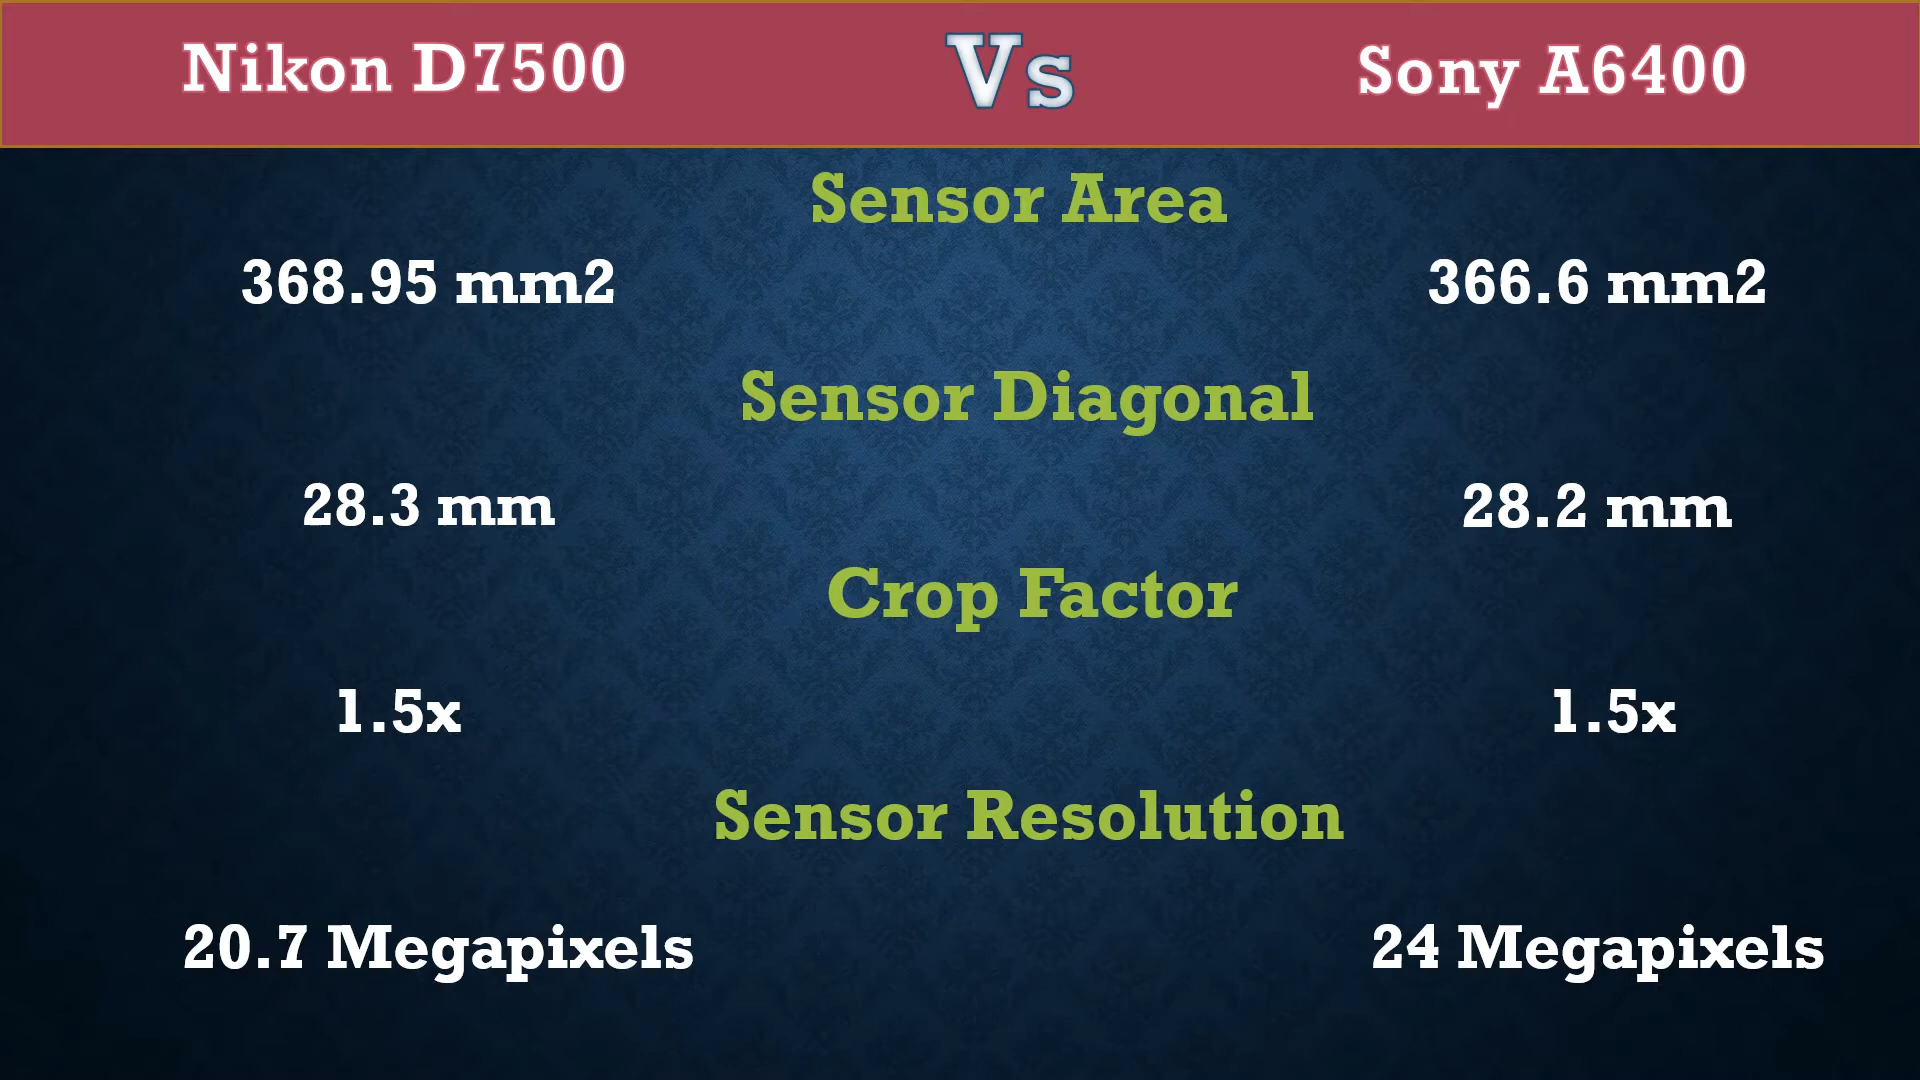 Nikon D7500 Vs Sony A6400
Sensor Area
368.95 mm2 366.6 mm2
Sensor Diagonal
28.3 mm 28.2 mm
Crop Factor
1.5x 1.5x
Sensor Resolution
20.7 Megapixels 24 Megapixels